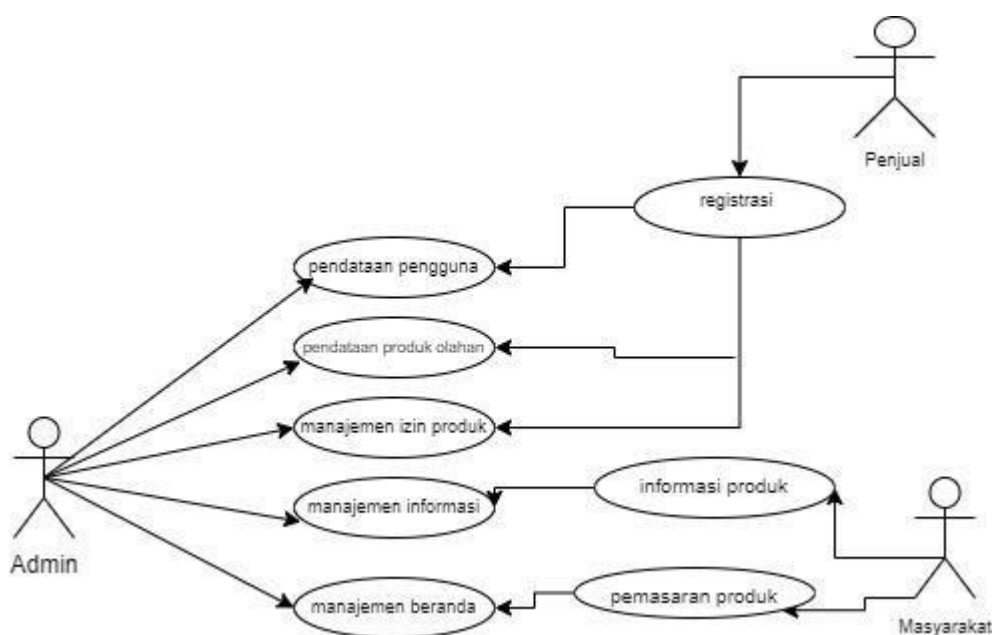 Penjual
registrasi
pendataan pengguna
pendataan produk olahan
manajemen izin produk
manajemen informasi
informasi produk
Admin
manajemen beranda
pemasaran produk
Masyarakat